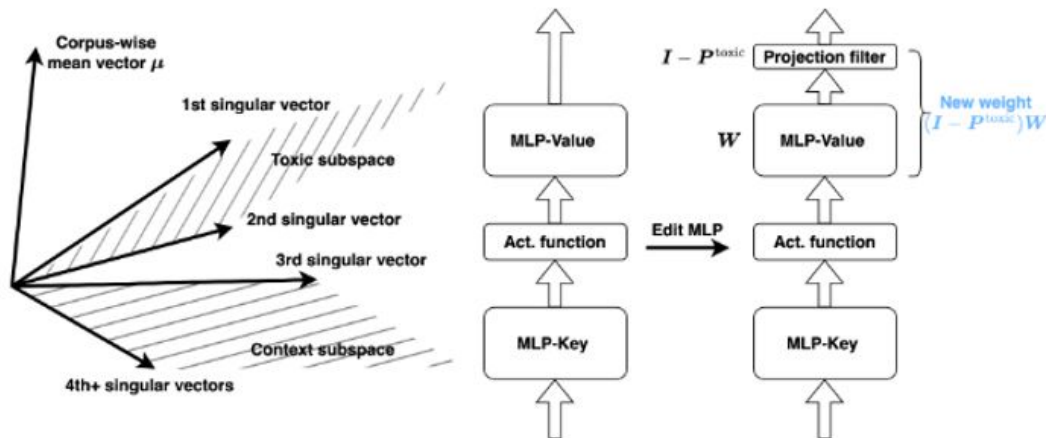 Corpus-wise
mean vector μ
1st singular vector
Toxic subspace
2nd singular vector
3rd singular vector
Context subspace
4th+ singular vectors
MLP-Value
Act. function
MLP-Key
Edit MLP
I − P^toxic
Projection filter
W
MLP-Value
Act. function
MLP-Key
New weight
(I − P^toxic)W